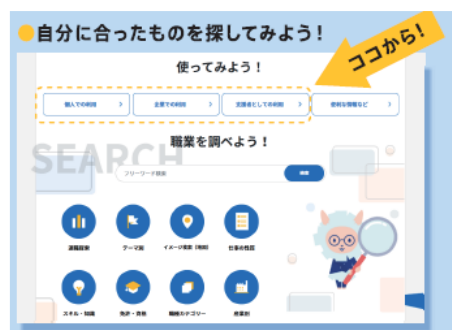 ●自分に合ったものを探してみよう！
ココから！
使ってみよう！
個人での利用
企業での利用
支援者としての利用
便利な情報など
職業を調べよう！
SEARCH
フリーワード検索
検索
適職探索
テーマ別
イメージ検索（地図）
仕事の性質
スキル・知識
免許・資格
職種カテゴリー
産業別